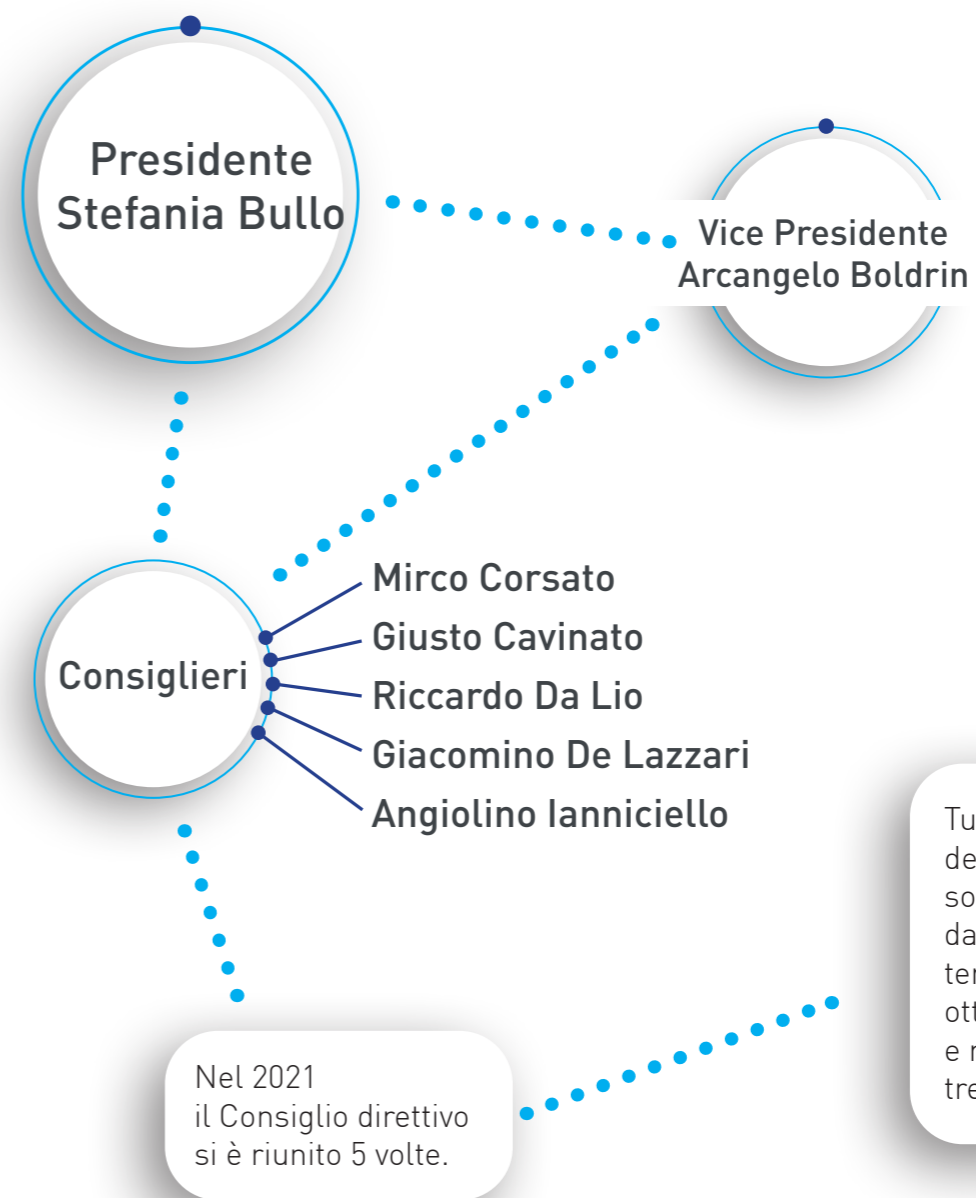 Presidente
Stefania Bullo
Vice Presidente
Arcangelo Boldrin
Consiglieri
Mirco Corsato
Giusto Cavinato
Riccardo Da Lio
Giacomino De Lazzari
Angiolino Ianniciello
Nel 2021
il Consiglio direttivo
si è riunito 5 volte.